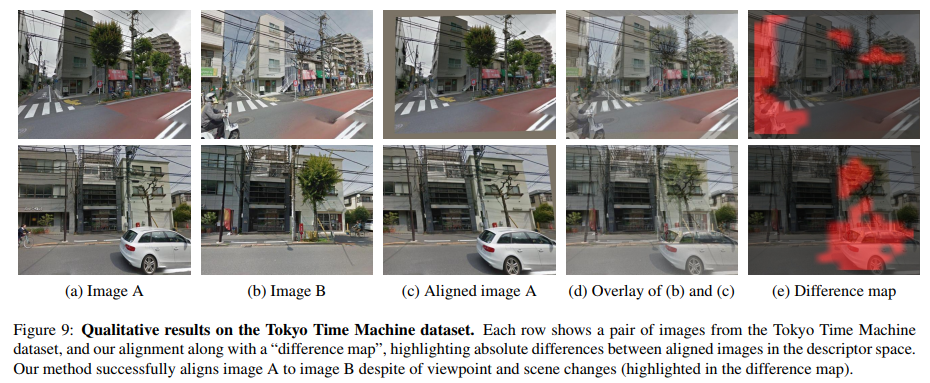 (a) Image A
(b) Image B
(c) Aligned image A
(d) Overlay of (b) and (c)
(e) Difference map
Figure 9: Qualitative results on the Tokyo Time Machine dataset. Each row shows a pair of images from the Tokyo Time Machine
dataset, and our alignment along with a “difference map”, highlighting absolute differences between aligned images in the descriptor space.
Our method successfully aligns image A to image B despite of viewpoint and scene changes (highlighted in the difference map).